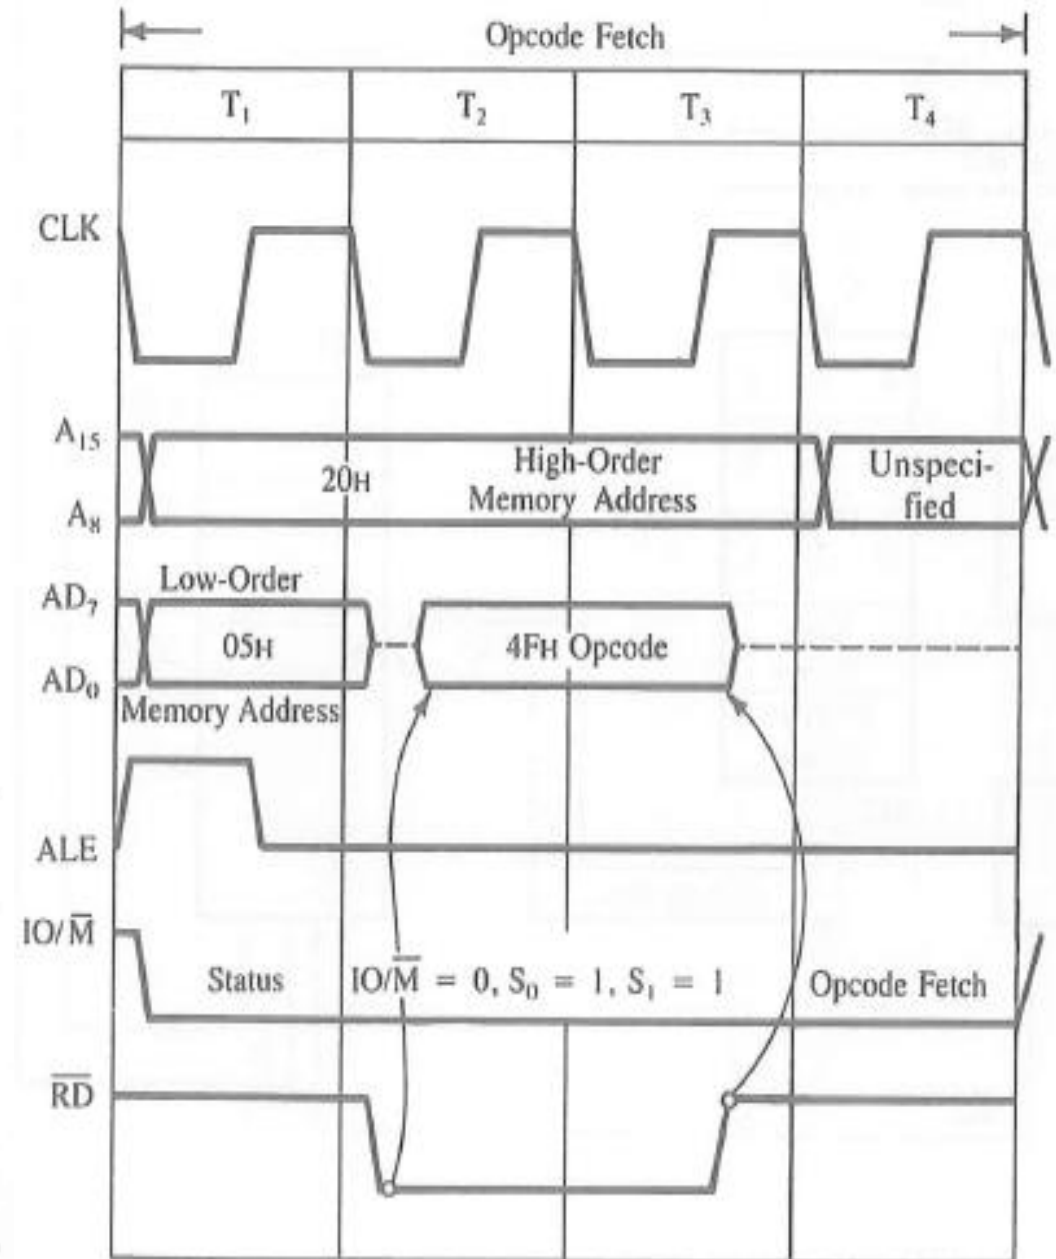 Opcode Fetch
T₁ T₂ T₃ T₄
CLK
A₁₅
20H High-Order Memory Address
Unspeci-
fied
A₈
Low-Order
AD₇
05H 4FH Opcode
AD₀
Memory Address
ALE
IO/M̅
Status IO/M̅ = 0, S₀ = 1, S₁ = 1 Opcode Fetch
R̅D̅